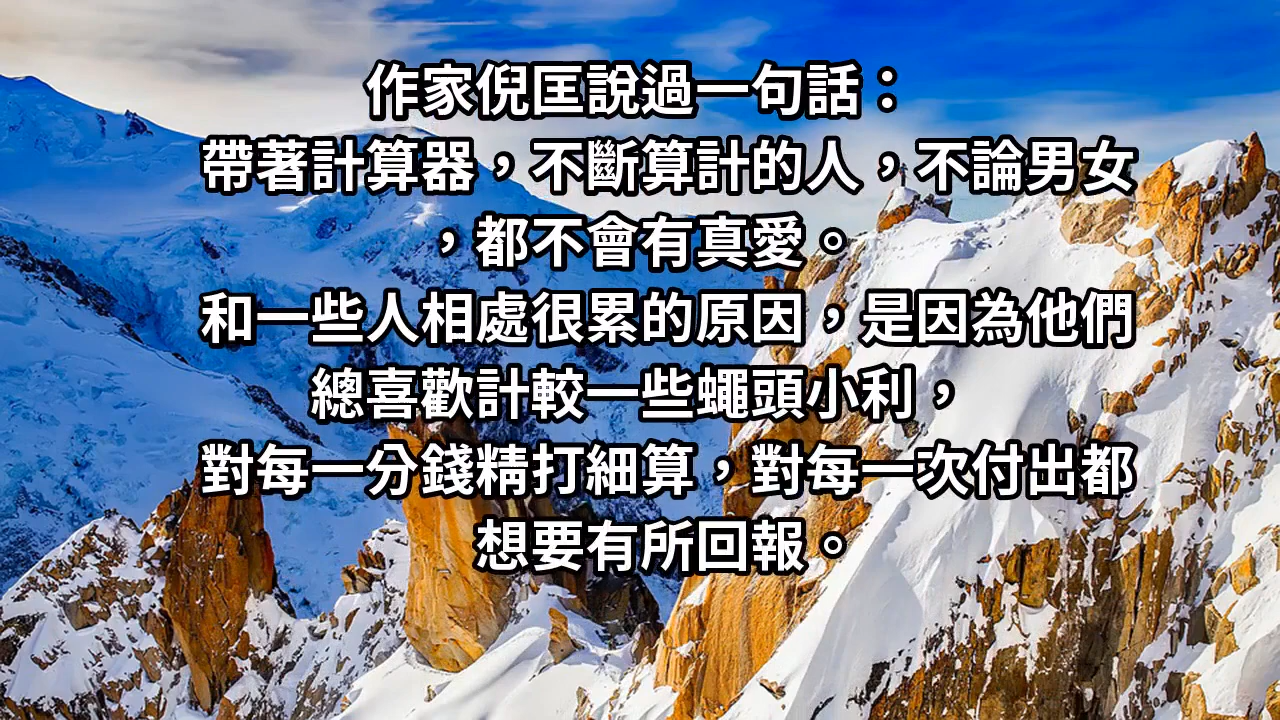 作家倪匡說過一句話：
帶著計算器，不斷算計的人，不論男女
，都不會有真愛。
和一些人相處很累的原因，是因為他們
總喜歡計較一些蠅頭小利，
對每一分錢精打細算，對每一次付出都
想要有所回報。